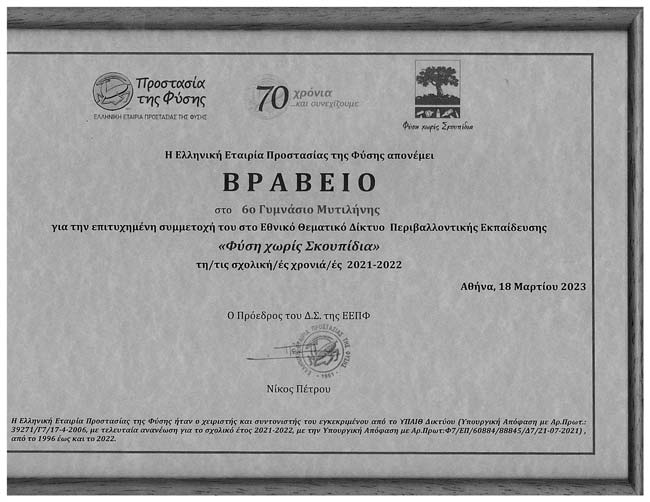 Προστασία
της Φύσης
ΕΛΛΗΝΙΚΗ ΕΤΑΙΡΙΑ ΠΡΟΣΤΑΣΙΑΣ ΤΗΣ ΦΥΣΗΣ
70 χρόνια
...και συνεχίζουμε
Φύση χωρίς Σκουπίδια
Η Ελληνική Εταιρία Προστασίας της Φύσης απονέμει
ΒΡΑΒΕΙΟ
στο 6ο Γυμνάσιο Μυτιλήνης
για την επιτυχημένη συμμετοχή του στο Εθνικό Θεματικό Δίκτυο Περιβαλλοντικής Εκπαίδευσης
«Φύση χωρίς Σκουπίδια»
τη/τις σχολική/ές χρονιά/ές 2021-2022
Αθήνα, 18 Μαρτίου 2023
Ο Πρόεδρος του Δ.Σ. της ΕΕΠΦ
ΕΤΑΙΡΙΑ ΠΡΟΣΤΑΣΙΑΣ ΤΗΣ ΦΥΣΗΣ
1951
Νίκος Πέτρου
Η Ελληνική Εταιρία Προστασίας της Φύσης ήταν ο χειριστής και συντονιστής του εγκεκριμένου από το ΥΠΑΙΘ Δικτύου (Υπουργική Απόφαση με Αρ.Πρωτ.:
39271/Γ7/17-4-2006, με τελευταία ανανέωση για το σχολικό έτος 2021-2022, με την Υπουργική Απόφαση με Αρ.Πρωτ:Φ7/ΕΠ/60884/88845/Δ7/21-07-2021) ,
από το 1996 έως και το 2022.